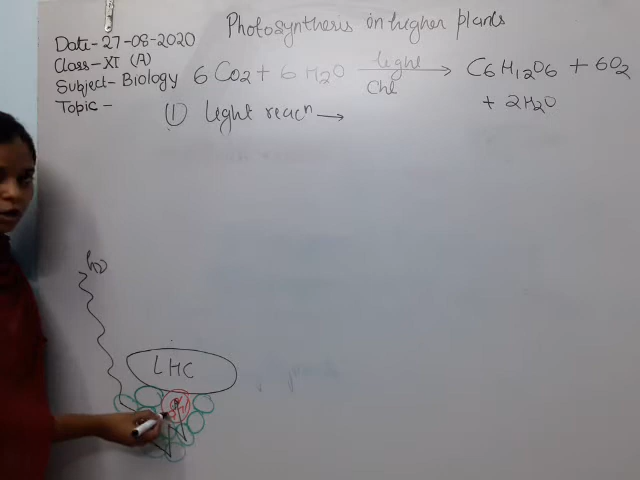 Photosynthesis in higher plants
Date-27-08-2020
Class-XI (A)
Subject-Biology
Topic-
6 CO2 + 6 H2O light Chl → C6H12O6 + 6O2
+ 2H2O
(1) Light reacn →
hν
LHC